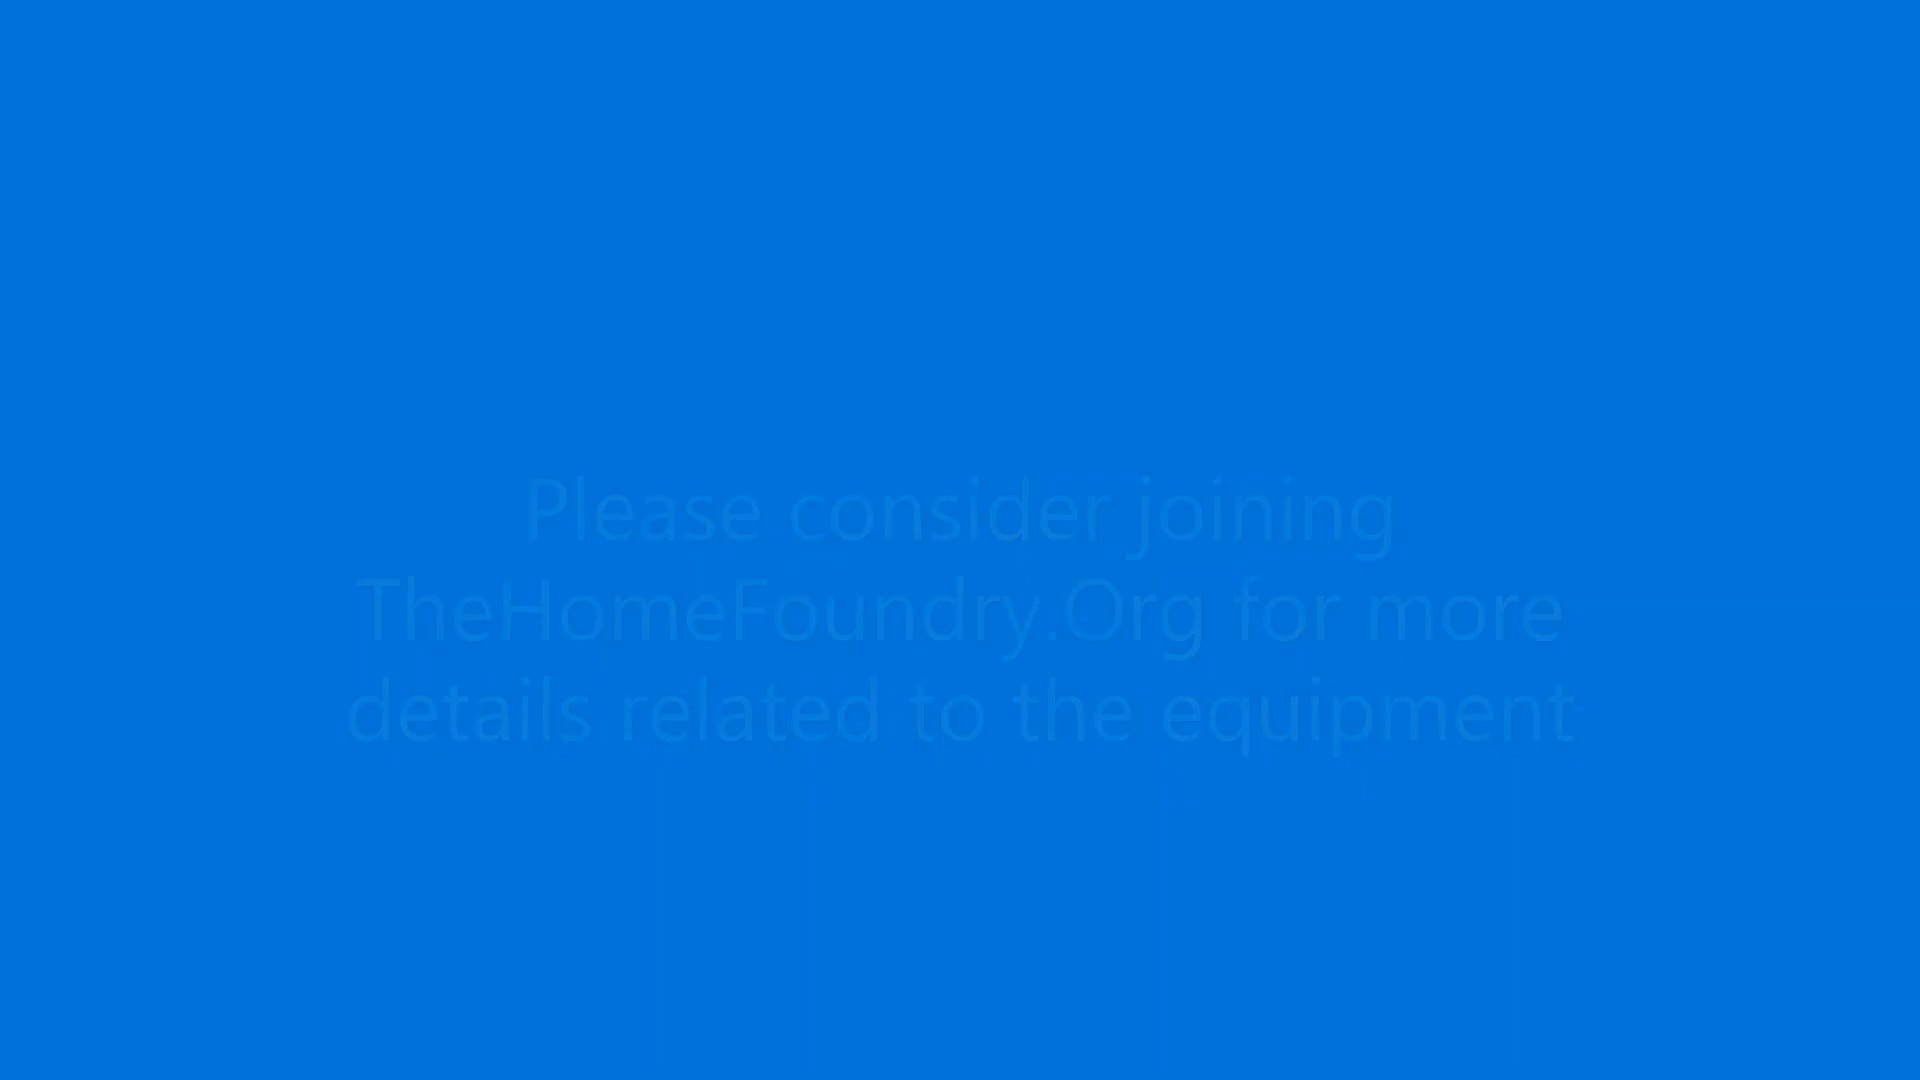 Please consider joining
TheHomeFoundry.Org for more
details related to the equipment